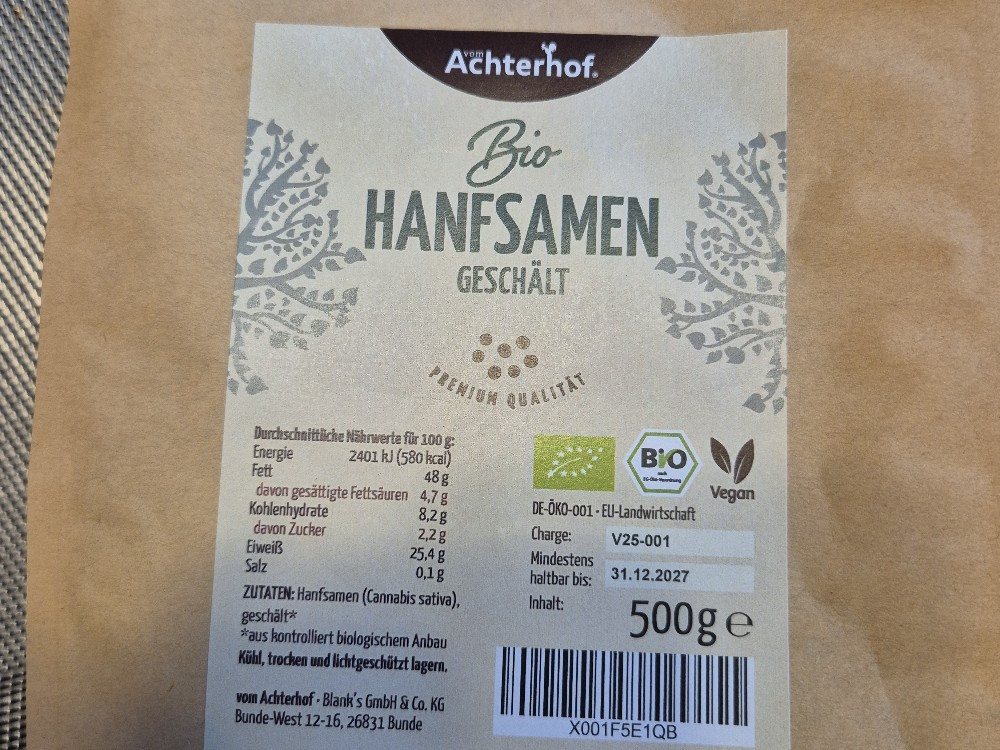 vom
Achterhof®
Bio
HANFSAMEN
GESCHÄLT
PREMIUM QUALITÄT
Durchschnittliche Nährwerte für 100 g:
Energie 2401 kJ (580 kcal)
Fett 48 g
davon gesättigte Fettsäuren 4,7 g
Kohlenhydrate 8,2 g
davon Zucker 2,2 g
Eiweiß 25,4 g
Salz 0,1 g
ZUTATEN: Hanfsamen (Cannabis sativa),
geschält*
*aus kontrolliert biologischem Anbau
Kühl, trocken und lichtgeschützt lagern.
vom Achterhof · Blank's GmbH & Co. KG
Bunde-West 12-16, 26831 Bunde
Bio
nach
EG-Öko-Verordnung
Vegan
DE-ÖKO-001 · EU-Landwirtschaft
Charge: V25-001
Mindestens
haltbar bis: 31.12.2027
Inhalt: 500g e
X001F5E1QB